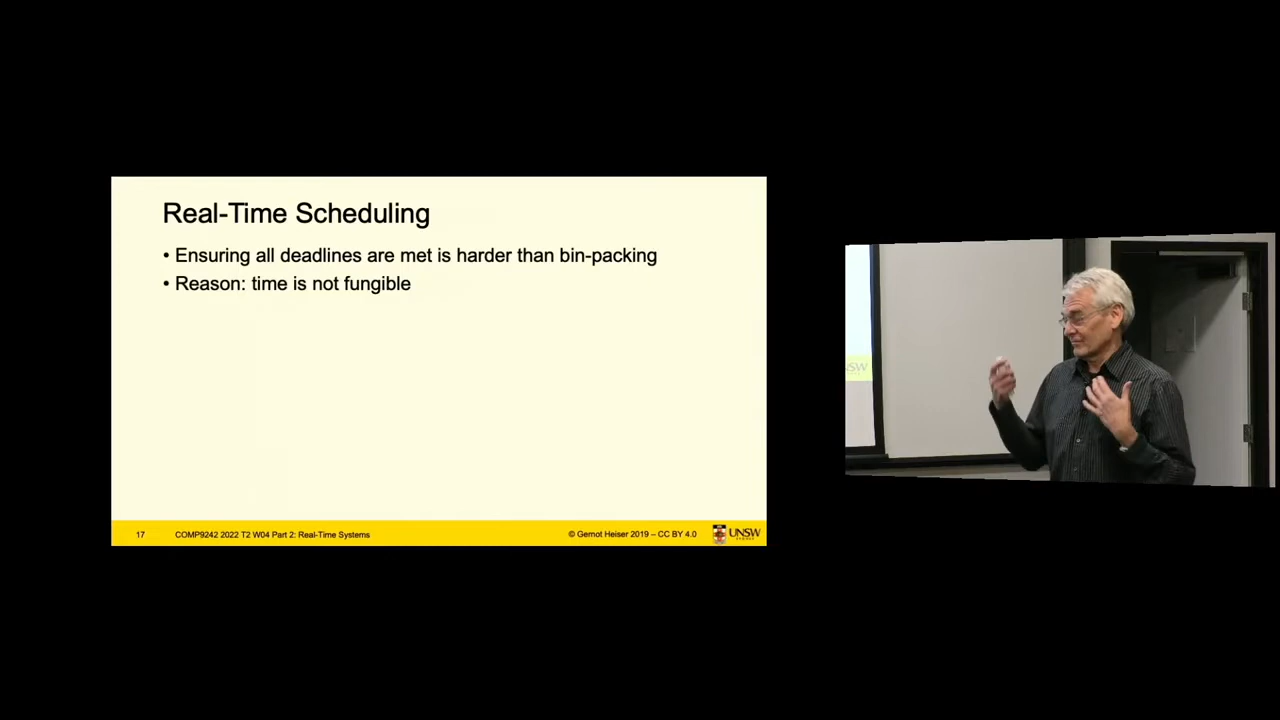 Real-Time Scheduling
• Ensuring all deadlines are met is harder than bin-packing
• Reason: time is not fungible
17 COMP9242 2022 T2 W04 Part 2: Real-Time Systems © Gernot Heiser 2019 – CC BY 4.0 UNSW
SYDNEY